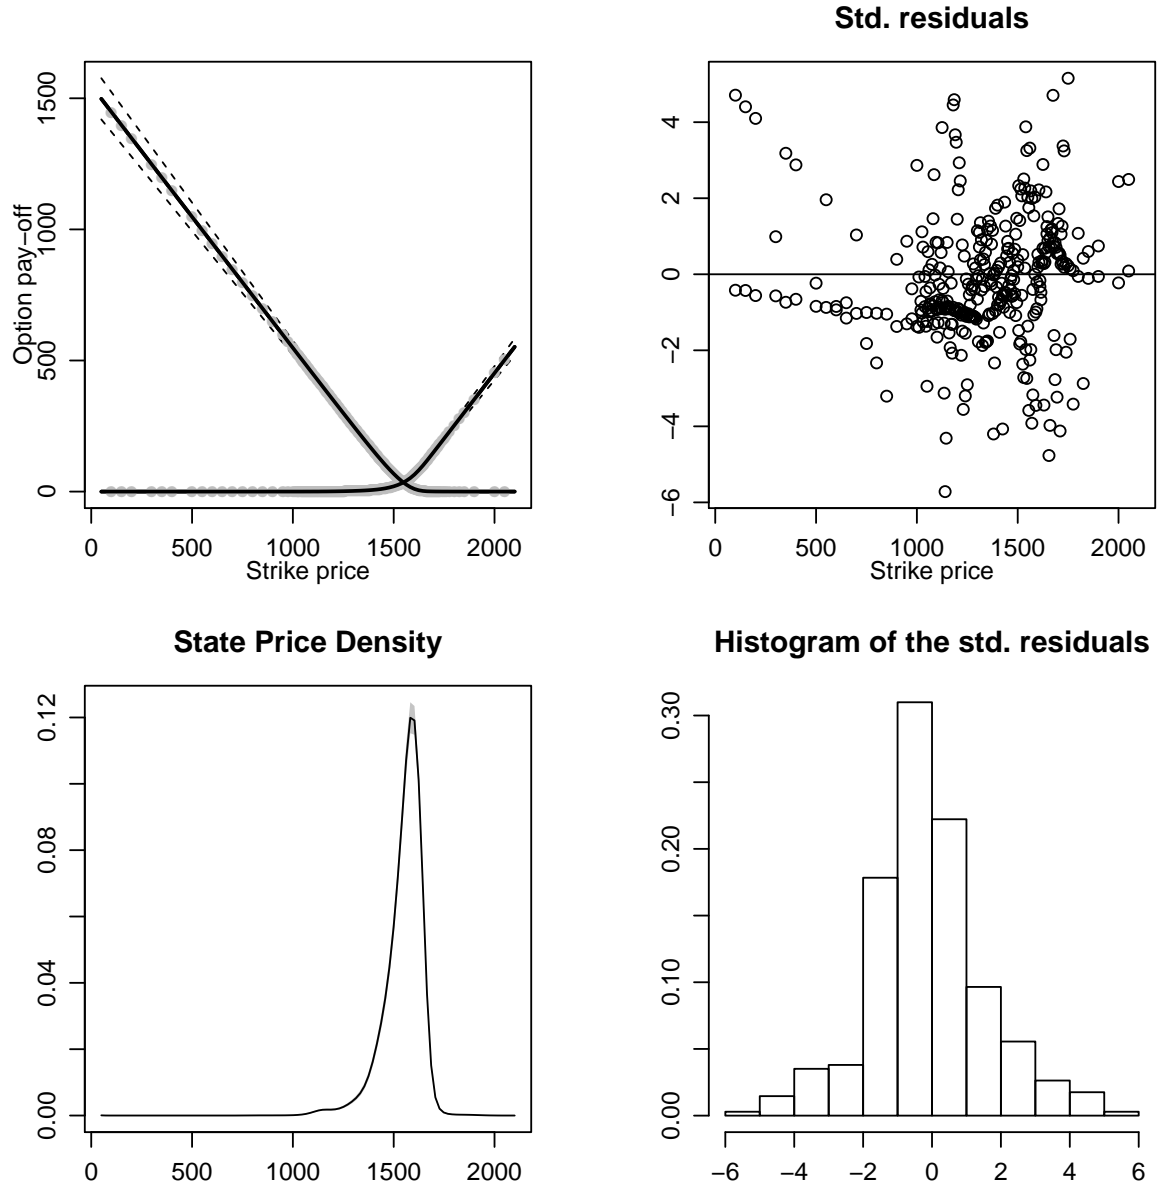 Std. residuals
Option pay−off
0 500 1000 1500
0 500 1000 1500 2000
Strike price
−6 −4 −2 0 2 4
0 500 1000 1500 2000
Strike price
State Price Density
Histogram of the std. residuals
0.00 0.04 0.08 0.12
0 500 1000 1500 2000
0.00 0.10 0.20 0.30
−6 −4 −2 0 2 4 6